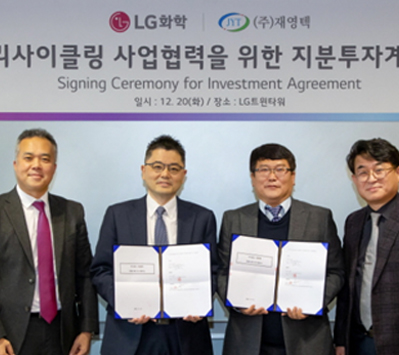 LG화학 JYT (주)재영텍
리사이클링 사업협력을 위한 지분투자계
Signing Ceremony for Investment Agreement
일시 : 12. 20(화) / 장소 : LG트윈타워